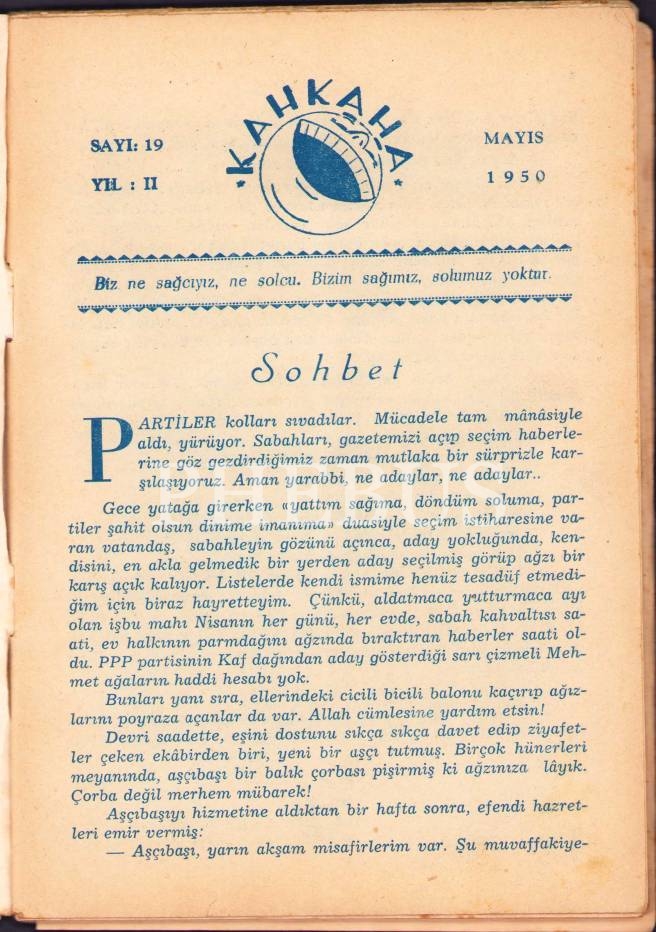 KAHKAHA
SAYI: 19
YIL : II
MAYIS
1950
Biz ne sağcıyız, ne solcu. Bizim sağımız, solumuz yoktur.
Sohbet
PARTİLER kolları sıvadılar. Mücadele tam mânâsiyle
aldı, yürüyor. Sabahları, gazetemizi açıp seçim haberle-
rine göz gezdirdiğimiz zaman mutlaka bir sürprizle kar-
şılaşıyoruz. Aman yarabbi, ne adaylar, ne adaylar..
Gece yatağa girerken «yattım sağıma, döndüm soluma, par-
tiler şahit olsun dinime imanıma» duasiyle seçim istiharesine va-
ran vatandaş, sabahleyin gözünü açınca, aday yokluğunda, ken-
disini, en akla gelmedik bir yerden aday seçilmiş görüp ağzı bir
karış açık kalıyor. Listelerde kendi ismime henüz tesadüf etmedi-
ğim için biraz hayretteyim. Çünkü, aldatmaca yutturmaca ayı
olan işbu mahı Nisanın her günü, her evde, sabah kahvaltısı sa-
ati, ev halkının parmdağını ağzında bıraktıran haberler saati ol-
du. PPP partisinin Kaf dağından aday gösterdiği sarı çizmeli Meh-
met ağaların haddi hesabı yok.
Bunları yanı sıra, ellerindeki cicili bicili balonu kaçırıp ağız-
larını poyraza açanlar da var. Allah cümlesine yardım etsin!
Devri saadette, eşini dostunu sıkça sıkça davet edip ziyafet-
ler çeken ekâbirden biri, yeni bir aşçı tutmuş. Birçok hünerleri
meyanında, aşçıbaşı bir balık çorbası pişirmiş ki ağzınıza lâyık.
Çorba değil merhem mübarek!
Aşçıbaşıyı hizmetine aldıktan bir hafta sonra, efendi hazret-
leri emir vermiş:
— Aşçıbaşı, yarın akşam misafirlerim var. Şu muvaffakiye-
PHEBUS